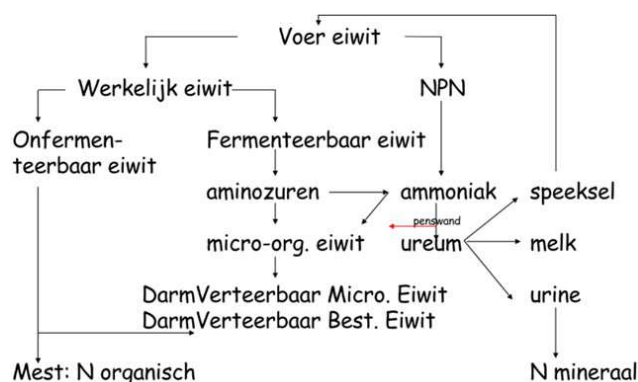 Voer eiwit
Werkelijk eiwit
NPN
Onfermen-
teerbaar eiwit
Fermenteerbaar eiwit
aminozuren
ammoniak
speeksel
penswand
micro-org. eiwit
ureum
melk
DarmVerteerbaar Micro. Eiwit
DarmVerteerbaar Best. Eiwit
urine
Mest: N organisch
N mineraal